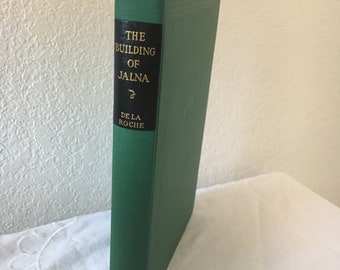 THE
BUILDING
OF
JALNA
DE LA
ROCHE